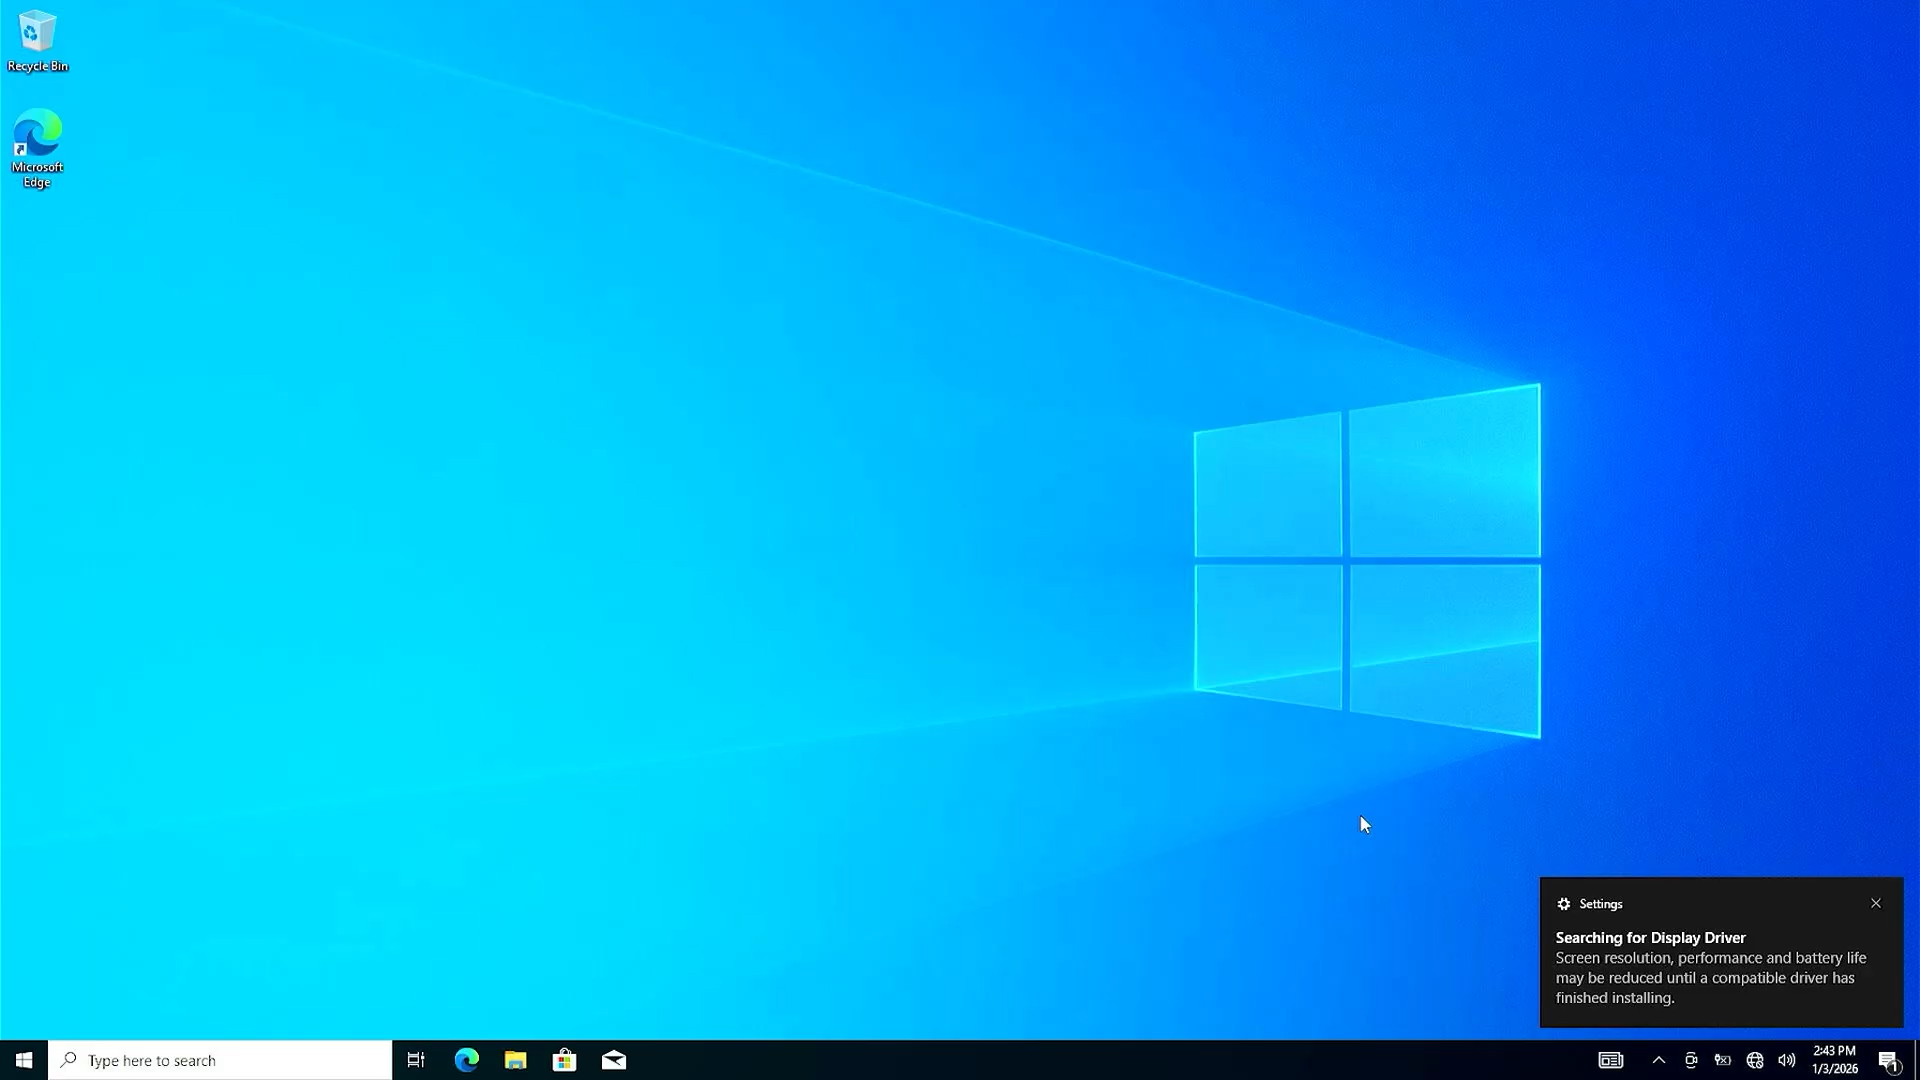 Recycle Bin
Microsoft
Edge
Settings
Searching for Display Driver
Screen resolution, performance and battery life
may be reduced until a compatible driver has
finished installing.
Type here to search
2:43 PM
1/3/2026
1